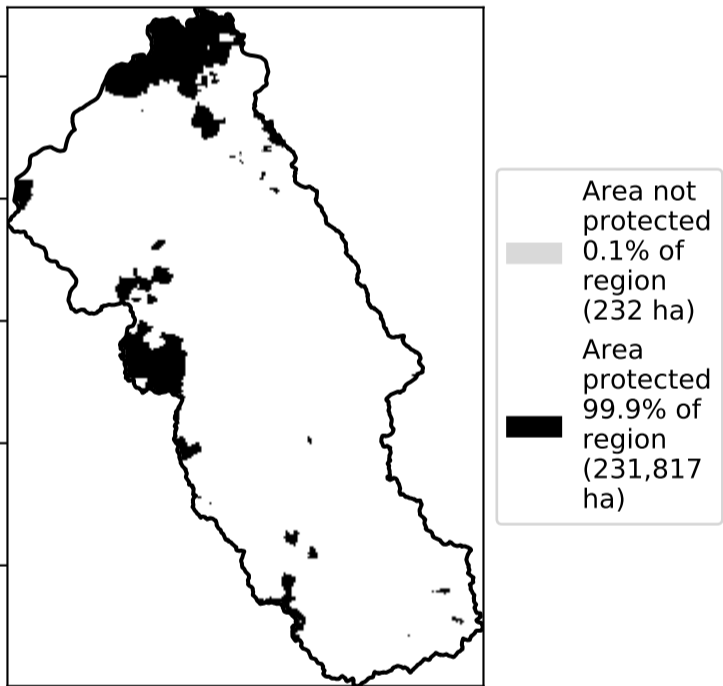 Area not
protected
0.1% of
region
(232 ha)
Area
protected
99.9% of
region
(231,817
ha)